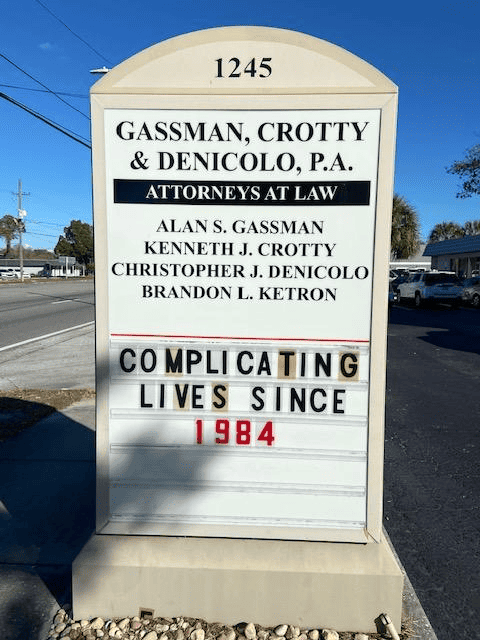 1245
GASSMAN, CROTTY
& DENICOLO, P.A.
ATTORNEYS AT LAW
ALAN S. GASSMAN
KENNETH J. CROTTY
CHRISTOPHER J. DENICOLO
BRANDON L. KETRON
COMPLICATING
LIVES SINCE
1984